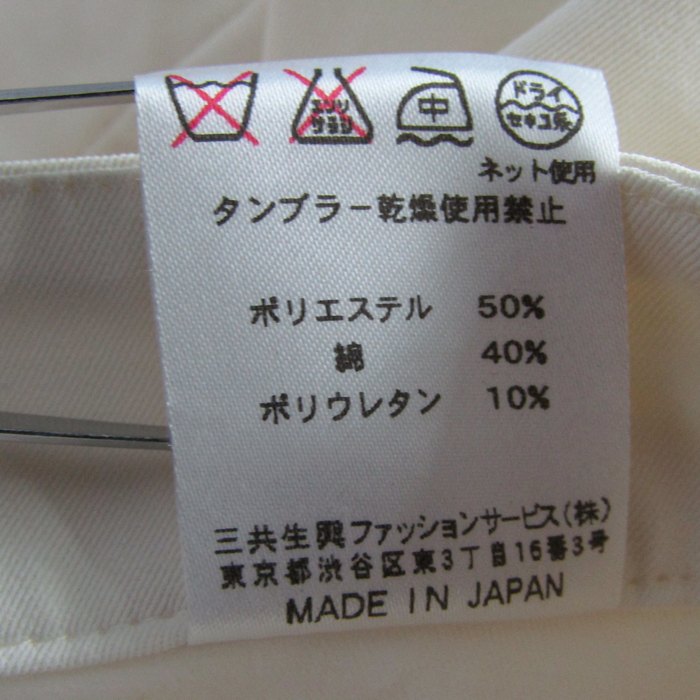 エンソ サラシ 中 ドライ セキユ系
ネット使用
タンブラー乾燥使用禁止
ポリエステル 50%
綿 40%
ポリウレタン 10%
三共生興ファッションサービス(株)
東京都渋谷区東3丁目16番3号
MADE IN JAPAN